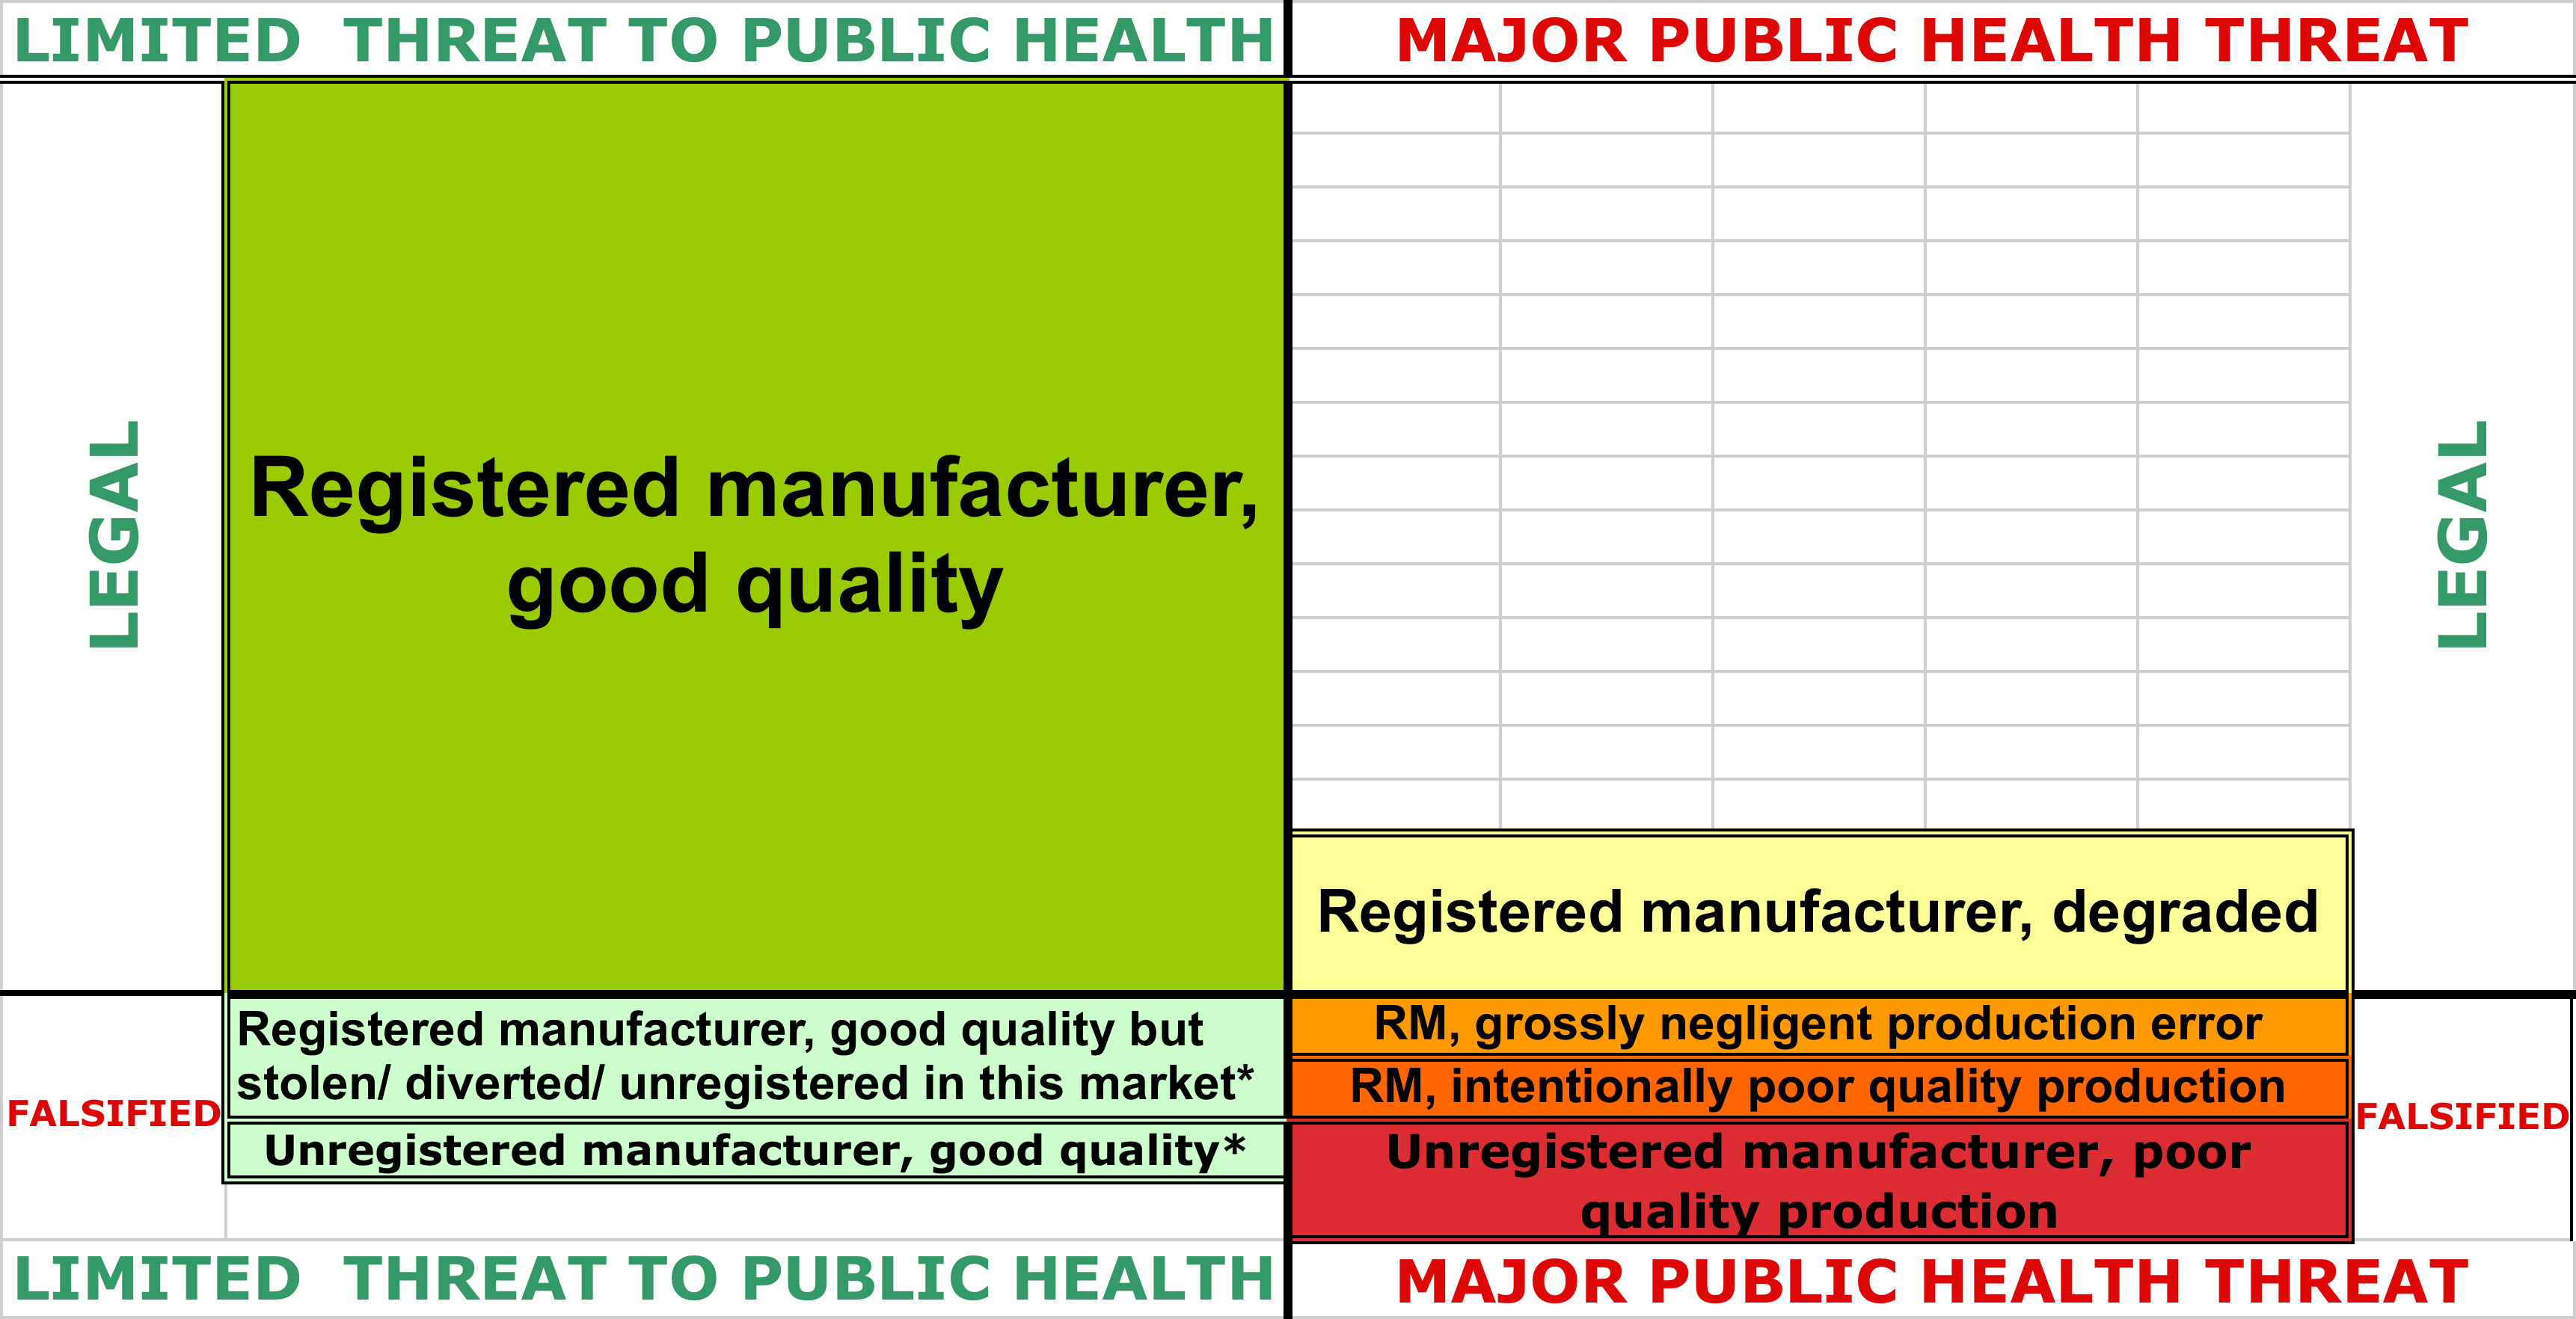 LIMITED  THREAT TO PUBLIC HEALTH
MAJOR PUBLIC HEALTH THREAT
LEGAL
Registered manufacturer,
good quality
LEGAL
Registered manufacturer, degraded
FALSIFIED
Registered manufacturer, good quality but
stolen/ diverted/ unregistered in this market*
Unregistered manufacturer, good quality*
RM, grossly negligent production error
RM, intentionally poor quality production
Unregistered manufacturer, poor
quality production
FALSIFIED
LIMITED  THREAT TO PUBLIC HEALTH
MAJOR PUBLIC HEALTH THREAT